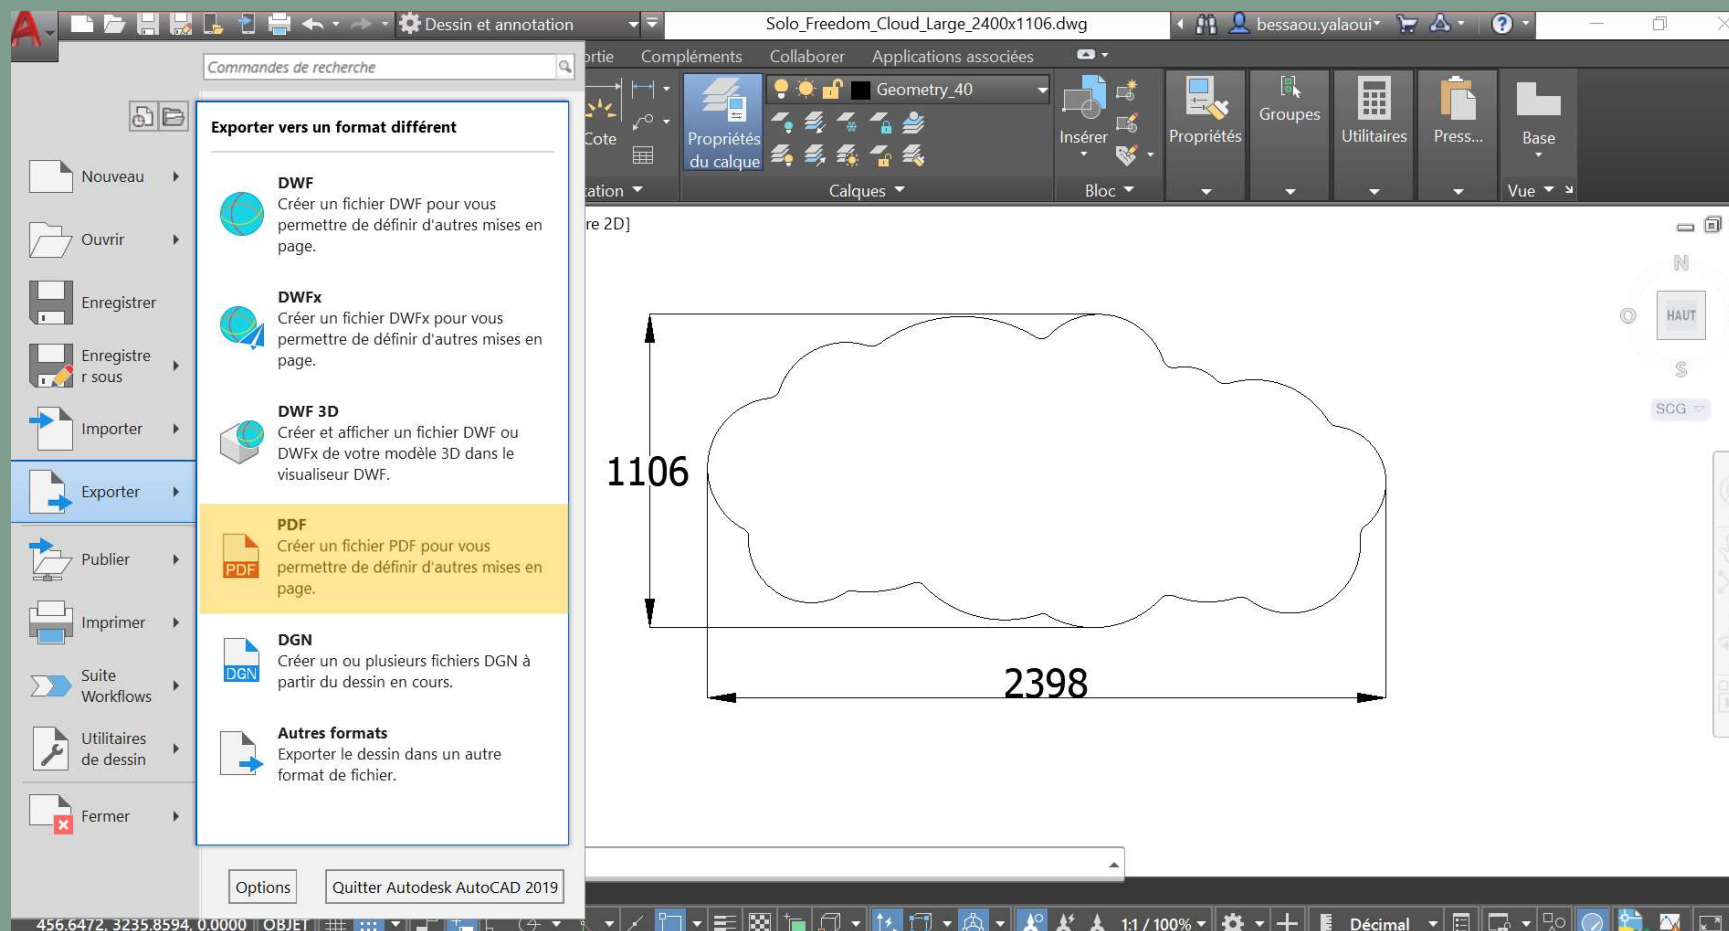 Dessin et annotation
Solo_Freedom_Cloud_Large_2400x1106.dwg
bessaou.yalaoui
Commandes de recherche
Compléments
Collaborer
Applications associées
Geometry_40
Cote
Propriétés
du calque
Calques
Insérer
Bloc
Propriétés
Groupes
Utilitaires
Press...
Base
Vue
Nouveau
Ouvrir
Enregistrer
Enregistre
r sous
Importer
Exporter
Publier
Imprimer
Suite
Workflows
Utilitaires
de dessin
Fermer
Exporter vers un format différent
DWF
Créer un fichier DWF pour vous
permettre de définir d'autres mises en
page.
DWFx
Créer un fichier DWFx pour vous
permettre de définir d'autres mises en
page.
DWF 3D
Créer et afficher un fichier DWF ou
DWFx de votre modèle 3D dans le
visualiseur DWF.
PDF
PDF
Créer un fichier PDF pour vous
permettre de définir d'autres mises en
page.
DGN
DGN
Créer un ou plusieurs fichiers DGN à
partir du dessin en cours.
Autres formats
Exporter le dessin dans un autre
format de fichier.
Options
Quitter Autodesk AutoCAD 2019
re 2D]
N
O
HAUT
S
SCG
1106
2398
456.6472, 3235.8594, 0.0000
OBJET
1:1 / 100%
Décimal